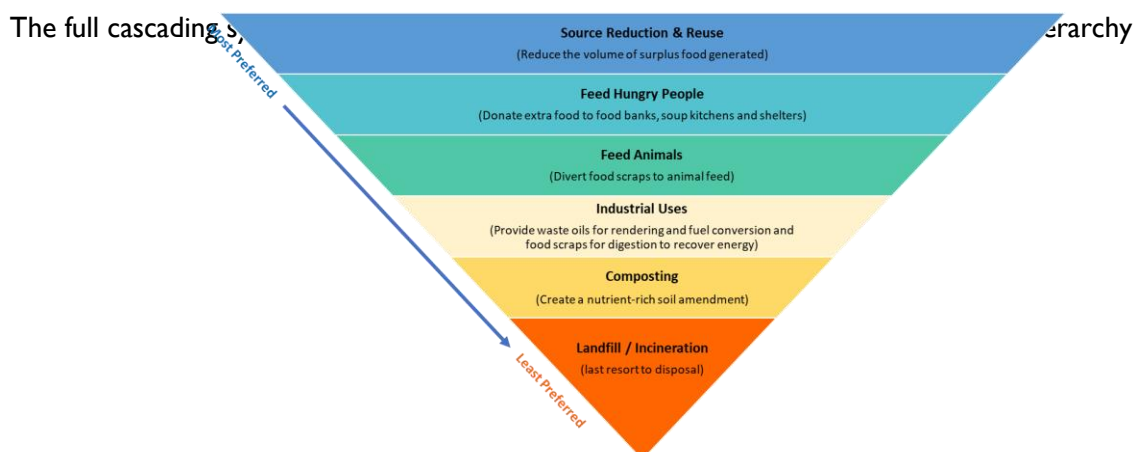 The full cascading
Source Reduction & Reuse
(Reduce the volume of surplus food generated)
Most Preferred
Feed Hungry People
(Donate extra food to food banks, soup kitchens and shelters)
Feed Animals
(Divert food scraps to animal feed)
Industrial Uses
(Provide waste oils for rendering and fuel conversion and
food scraps for digestion to recover energy)
Composting
(Create a nutrient-rich soil amendment)
Landfill / Incineration
(last resort to disposal)
Least Preferred